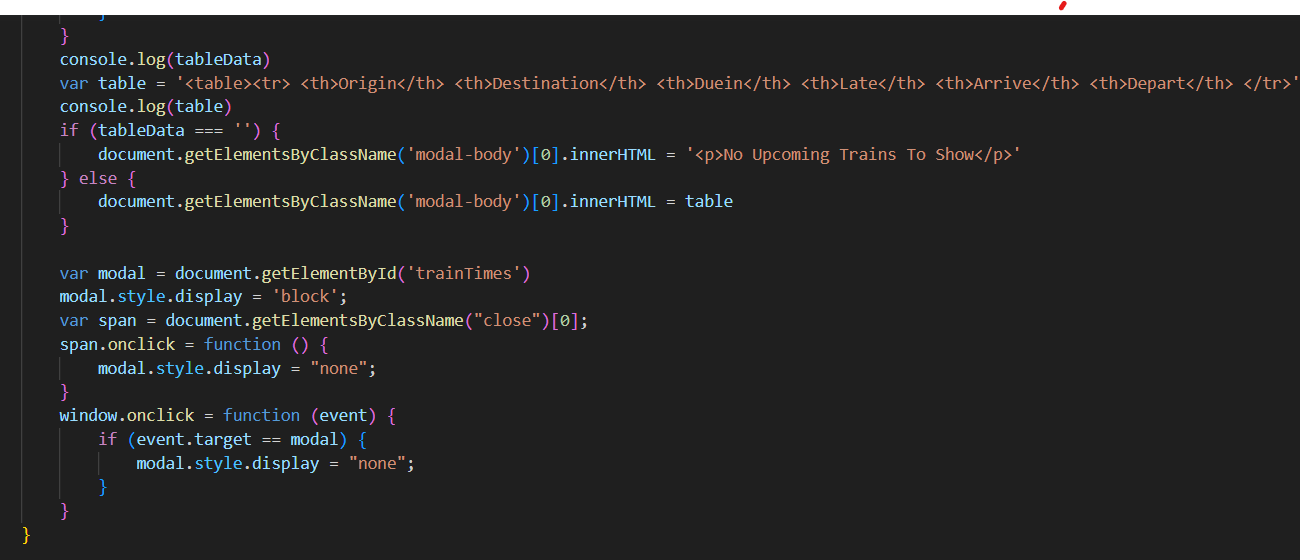 }
}
console.log(tableData)
var table = '<table><tr> <th>Origin</th> <th>Destination</th> <th>Duein</th> <th>Late</th> <th>Arrive</th> <th>Depart</th> </tr>'
console.log(table)
if (tableData === '') {
document.getElementsByClassName('modal-body')[0].innerHTML = '<p>No Upcoming Trains To Show</p>'
} else {
document.getElementsByClassName('modal-body')[0].innerHTML = table
}
var modal = document.getElementById('trainTimes')
modal.style.display = 'block';
var span = document.getElementsByClassName("close")[0];
span.onclick = function () {
modal.style.display = "none";
}
window.onclick = function (event) {
if (event.target == modal) {
modal.style.display = "none";
}
}
}